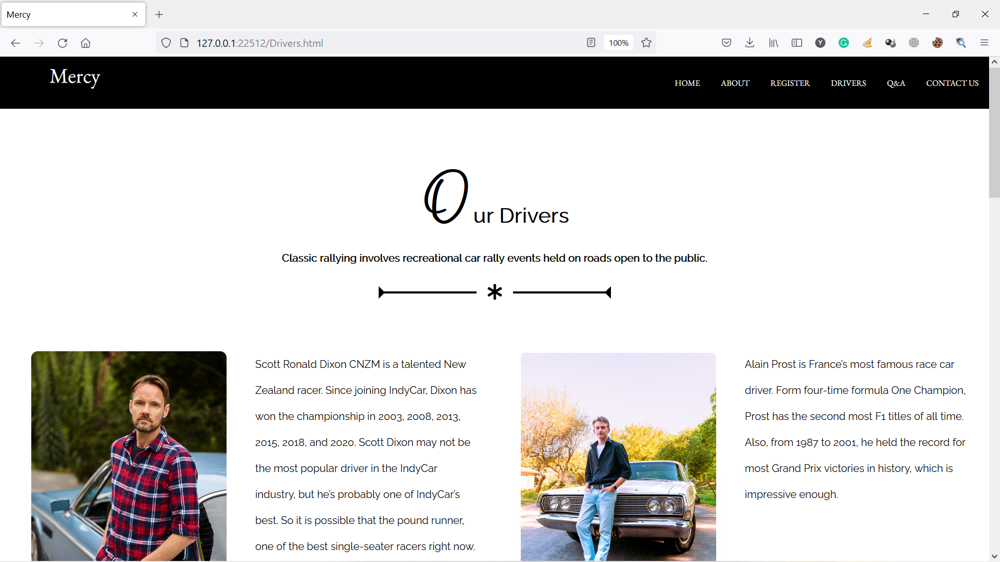 Mercy
127.0.0.1:22512/Drivers.html
100%
Mercy
HOME ABOUT REGISTER DRIVERS Q&A CONTACT US
Our Drivers
Classic rallying involves recreational car rally events held on roads open to the public.
Scott Ronald Dixon CNZM is a talented New
Zealand racer. Since joining IndyCar, Dixon has
won the championship in 2003, 2008, 2013,
2015, 2018, and 2020. Scott Dixon may not be
the most popular driver in the IndyCar
industry, but he’s probably one of IndyCar’s
best. So it is possible that the pound runner,
one of the best single-seater racers right now.
Alain Prost is France’s most famous race car
driver. Form four-time formula One Champion,
Prost has the second most F1 titles of all time.
Also, from 1987 to 2001, he held the record for
most Grand Prix victories in history, which is
impressive enough.